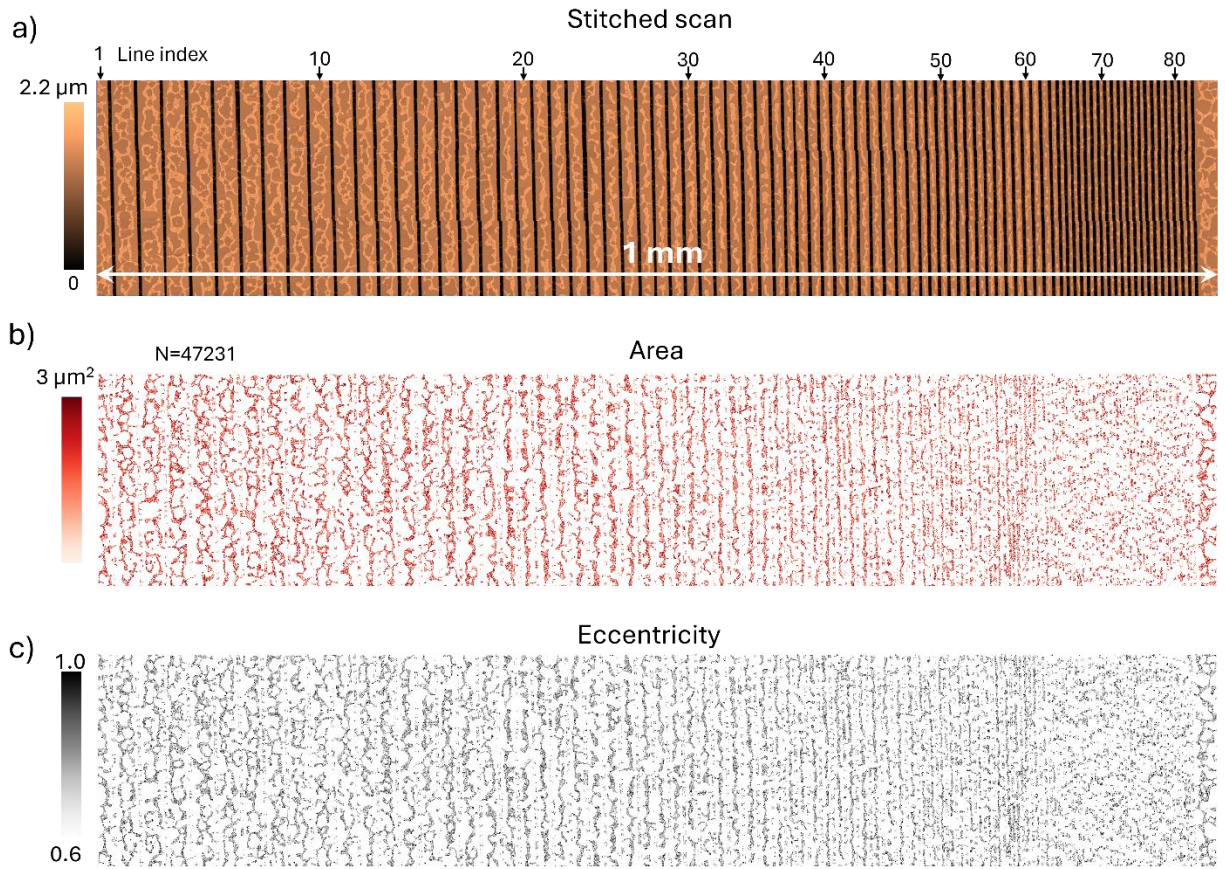 a)
Stitched scan
1 Line index 10 20 30 40 50 60 70 80
2.2 µm
0
1 mm
b)
N=47231
Area
3 µm²
Eccentricity
c)
1.0
0.6